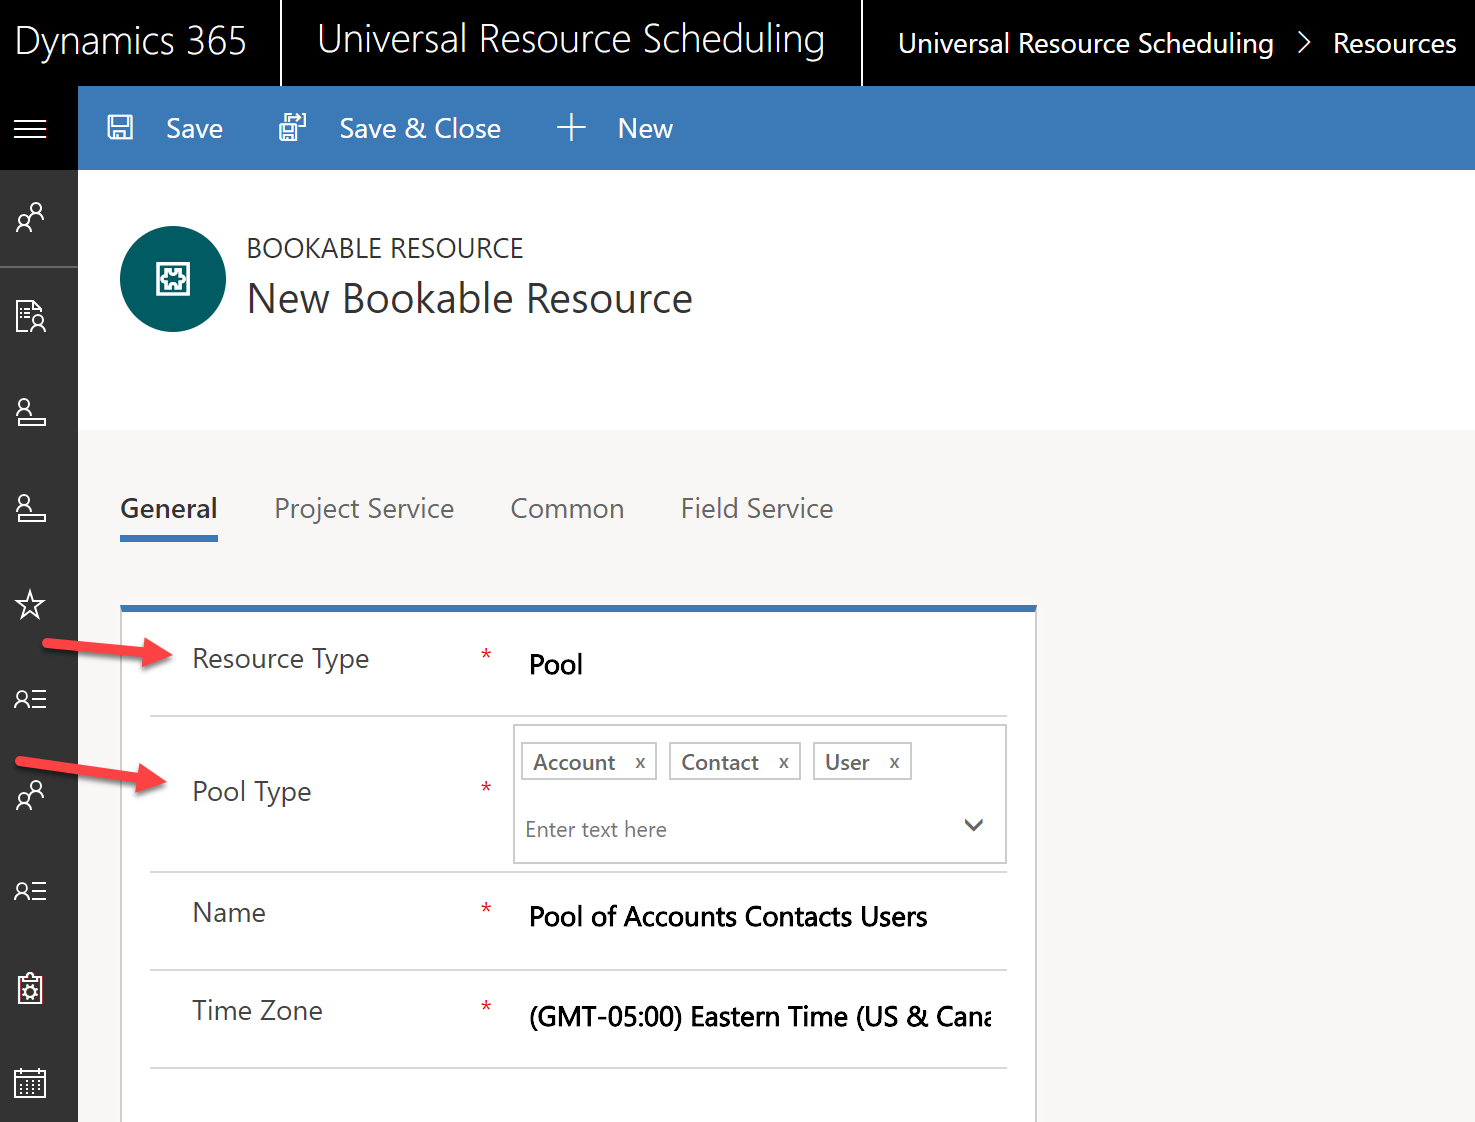 Dynamics 365
Universal Resource Scheduling
Universal Resource Scheduling > Resources
Save
Save & Close
New
BOOKABLE RESOURCE
New Bookable Resource
General
Project Service
Common
Field Service
Resource Type * Pool
Pool Type *
Account x
Contact x
User x
Enter text here
Name * Pool of Accounts Contacts Users
Time Zone * (GMT-05:00) Eastern Time (US & Cana